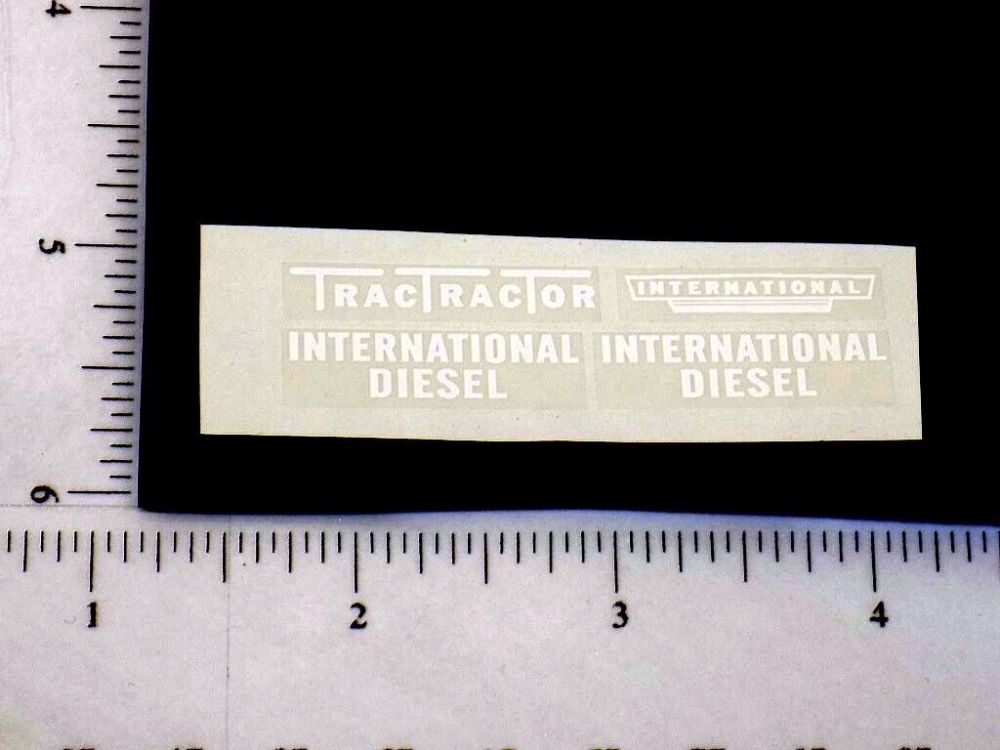 4
5
6
TRACTRACTOR
INTERNATIONAL
INTERNATIONAL
DIESEL
INTERNATIONAL
DIESEL
1 2 3 4